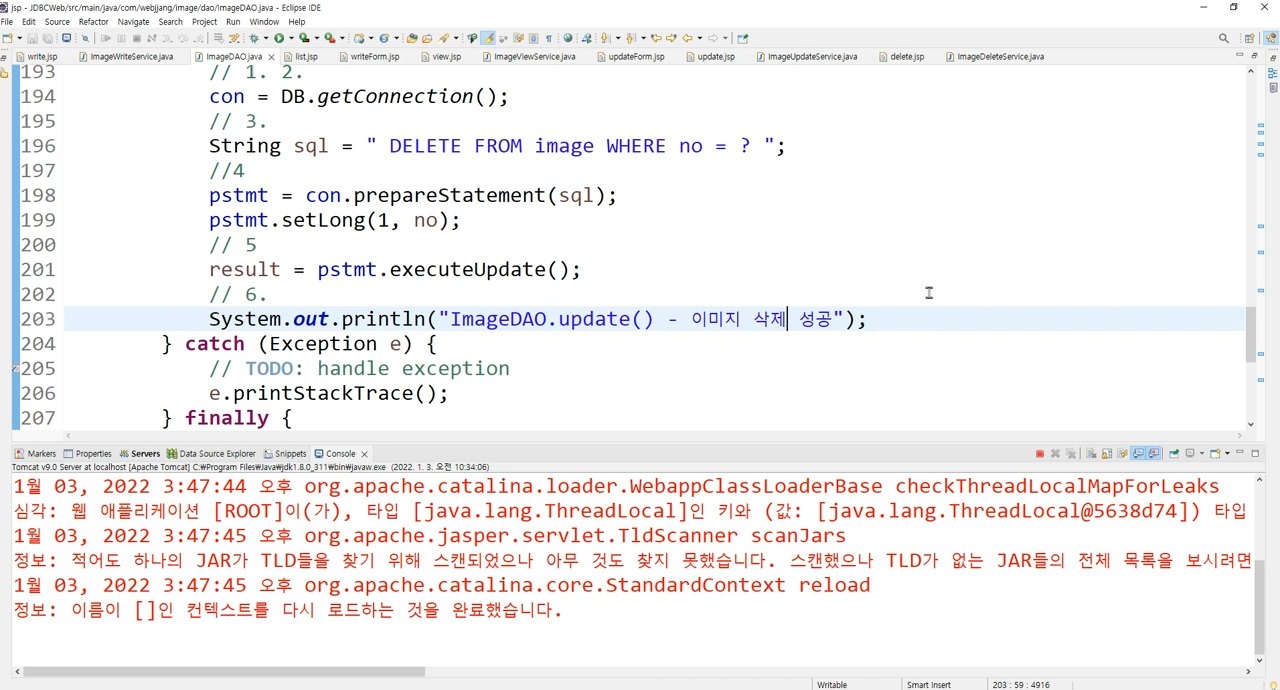 jsp - JDBCWeb/src/main/java/com/webjjang/image/dao/ImageDAO.java - Eclipse IDE
File Edit Source Refactor Navigate Search Project Run Window Help
write.jsp ImageWriteService.java ImageDAO.java list.jsp writeForm.jsp view.jsp ImageViewService.java updateForm.jsp update.jsp ImageUpdateService.java delete.jsp ImageDeleteService.java
193 // 1. 2.
194 con = DB.getConnection();
195 // 3.
196 String sql = " DELETE FROM image WHERE no = ? ";
197 //4
198 pstmt = con.prepareStatement(sql);
199 pstmt.setLong(1, no);
200 // 5
201 result = pstmt.executeUpdate();
202 // 6.
203 System.out.println("ImageDAO.update() - 이미지 삭제 성공");
204 } catch (Exception e) {
205 // TODO: handle exception
206 e.printStackTrace();
207 } finally {
Markers Properties Servers Data Source Explorer Snippets Console
Tomcat v9.0 Server at localhost [Apache Tomcat] C:₩Program Files₩Java₩jdk1.8.0_311₩bin₩javaw.exe (2022. 1. 3. 오전 10:34:06)
1월 03, 2022 3:47:44 오후 org.apache.catalina.loader.WebappClassLoaderBase checkThreadLocalMapForLeaks
심각: 웹 애플리케이션 [ROOT]이(가), 타입 [java.lang.ThreadLocal]인 키와 (값: [java.lang.ThreadLocal@5638d74]) 타입
1월 03, 2022 3:47:45 오후 org.apache.jasper.servlet.TldScanner scanJars
정보: 적어도 하나의 JAR가 TLD들을 찾기 위해 스캔되었으나 아무 것도 찾지 못했습니다. 스캔했으나 TLD가 없는 JAR들의 전체 목록을 보시려면
1월 03, 2022 3:47:45 오후 org.apache.catalina.core.StandardContext reload
정보: 이름이 []인 컨텍스트를 다시 로드하는 것을 완료했습니다.
Writable Smart Insert 203 : 59 : 4916